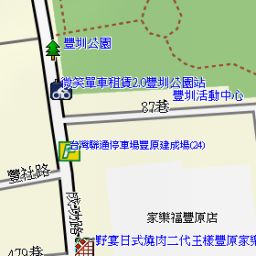 豐圳公園
微笑單車租賃2.0豐圳公園站
豐圳活動中心
87巷
台灣聯通停車場豐原建成場(24)
豐社路
成功路
家樂福豐原店
野宴日式燒肉二代王樣豐原家樂
479巷